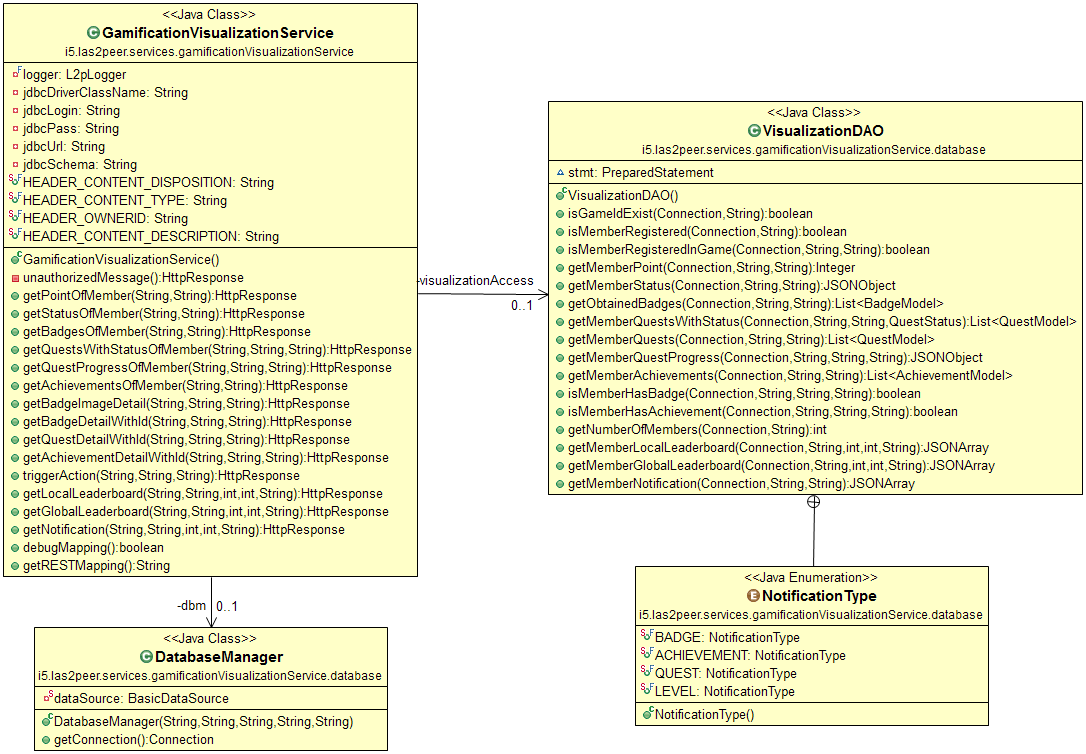 <<Java Class>>
GamificationVisualizationService
i5.las2peer.services.gamificationVisualizationService
logger: L2pLogger
jdbcDriverClassName: String
jdbcLogin: String
jdbcPass: String
jdbcUrl: String
jdbcSchema: String
HEADER_CONTENT_DISPOSITION: String
HEADER_CONTENT_TYPE: String
HEADER_OWNERID: String
HEADER_CONTENT_DESCRIPTION: String
GamificationVisualizationService()
unauthorizedMessage():HttpResponse
getPointOfMember(String,String):HttpResponse
getStatusOfMember(String,String):HttpResponse
getBadgesOfMember(String,String):HttpResponse
getQuestsWithStatusOfMember(String,String,String):HttpResponse
getQuestProgressOfMember(String,String,String):HttpResponse
getAchievementsOfMember(String,String):HttpResponse
getBadgeImageDetail(String,String,String):HttpResponse
getBadgeDetailWithId(String,String,String):HttpResponse
getQuestDetailWithId(String,String,String):HttpResponse
getAchievementDetailWithId(String,String,String):HttpResponse
triggerAction(String,String,String):HttpResponse
getLocalLeaderboard(String,String,int,int,String):HttpResponse
getGlobalLeaderboard(String,String,int,int,String):HttpResponse
getNotification(String,String,int,int,String):HttpResponse
debugMapping():boolean
getRESTMapping():String
-visualizationAccess
0..1
<<Java Class>>
VisualizationDAO
i5.las2peer.services.gamificationVisualizationService.database
stmt: PreparedStatement
VisualizationDAO()
isGameIdExist(Connection,String):boolean
isMemberRegistered(Connection,String):boolean
isMemberRegisteredInGame(Connection,String,String):boolean
getMemberPoint(Connection,String,String):Integer
getMemberStatus(Connection,String,String):JSONObject
getObtainedBadges(Connection,String,String):List<BadgeModel>
getMemberQuestsWithStatus(Connection,String,String,QuestStatus):List<QuestModel>
getMemberQuests(Connection,String,String):List<QuestModel>
getMemberQuestProgress(Connection,String,String,String):JSONObject
getMemberAchievements(Connection,String,String):List<AchievementModel>
isMemberHasBadge(Connection,String,String,String):boolean
isMemberHasAchievement(Connection,String,String,String):boolean
getNumberOfMembers(Connection,String):int
getMemberLocalLeaderboard(Connection,String,int,int,String):JSONArray
getMemberGlobalLeaderboard(Connection,String,int,int,String):JSONArray
getMemberNotification(Connection,String,String):JSONArray
-dbm
0..1
<<Java Class>>
DatabaseManager
i5.las2peer.services.gamificationVisualizationService.database
dataSource: BasicDataSource
DatabaseManager(String,String,String,String,String)
getConnection():Connection
<<Java Enumeration>>
NotificationType
i5.las2peer.services.gamificationVisualizationService.database
BADGE: NotificationType
ACHIEVEMENT: NotificationType
QUEST: NotificationType
LEVEL: NotificationType
NotificationType()